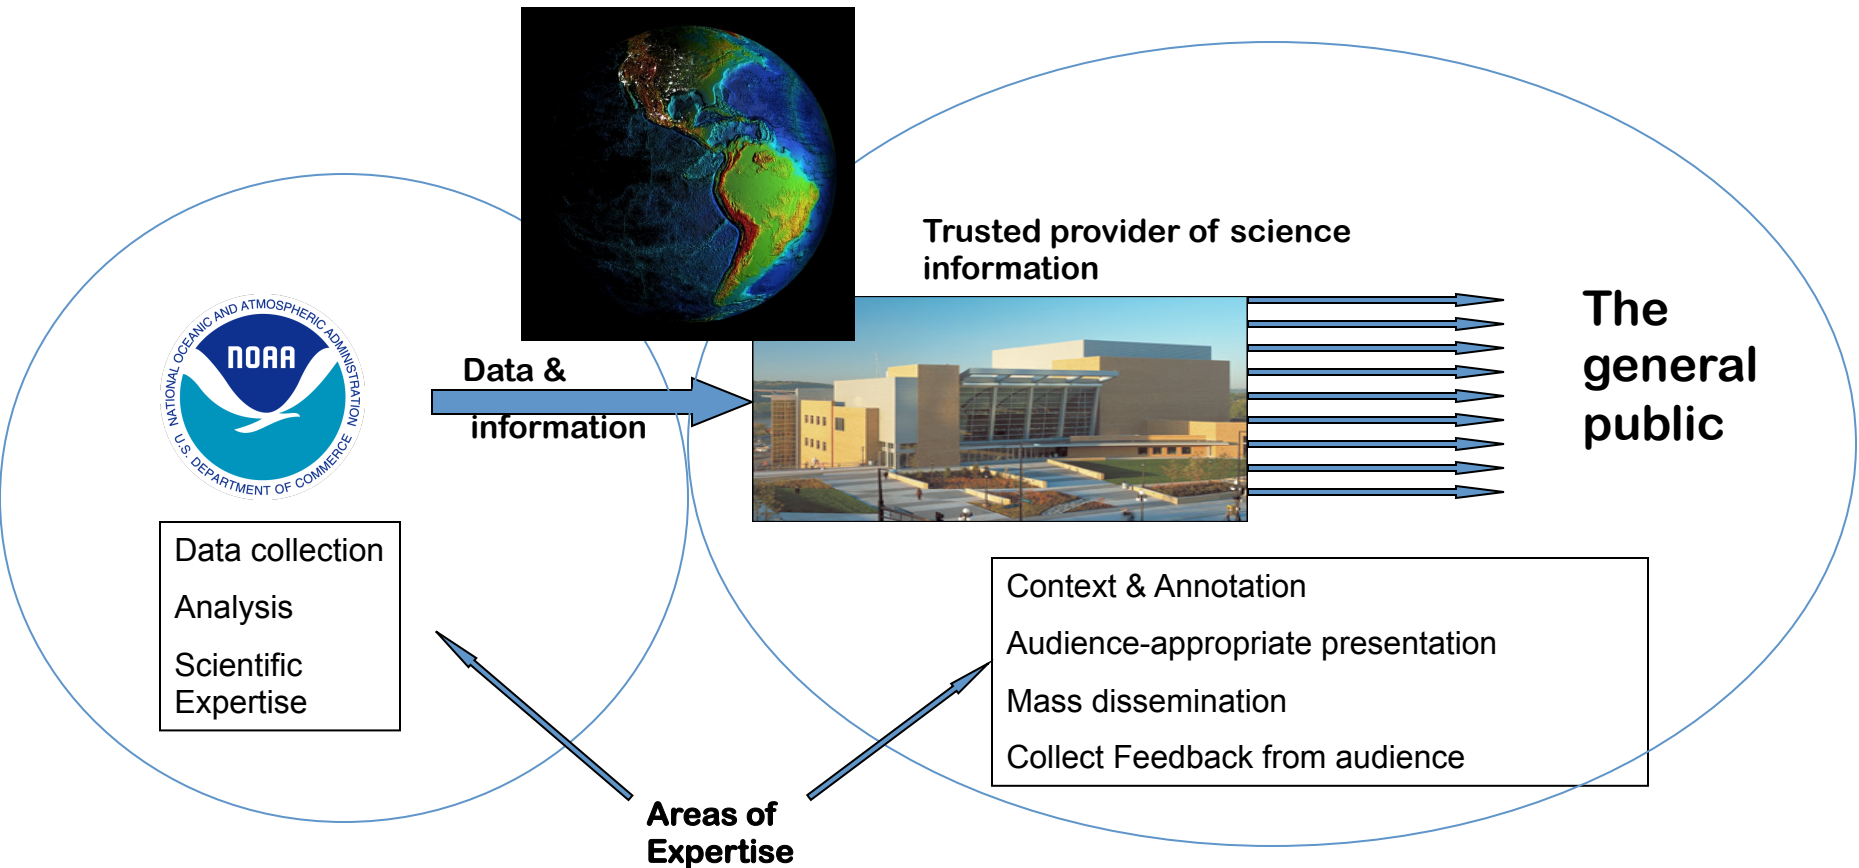 Trusted provider of science
information
The
general
public
NATIONAL OCEANIC AND ATMOSPHERIC ADMINISTRATION
NOAA
U.S. DEPARTMENT OF COMMERCE
Data &
information
Data collection
Analysis
Scientific
Expertise
Context & Annotation
Audience-appropriate presentation
Mass dissemination
Collect Feedback from audience
Areas of
Expertise